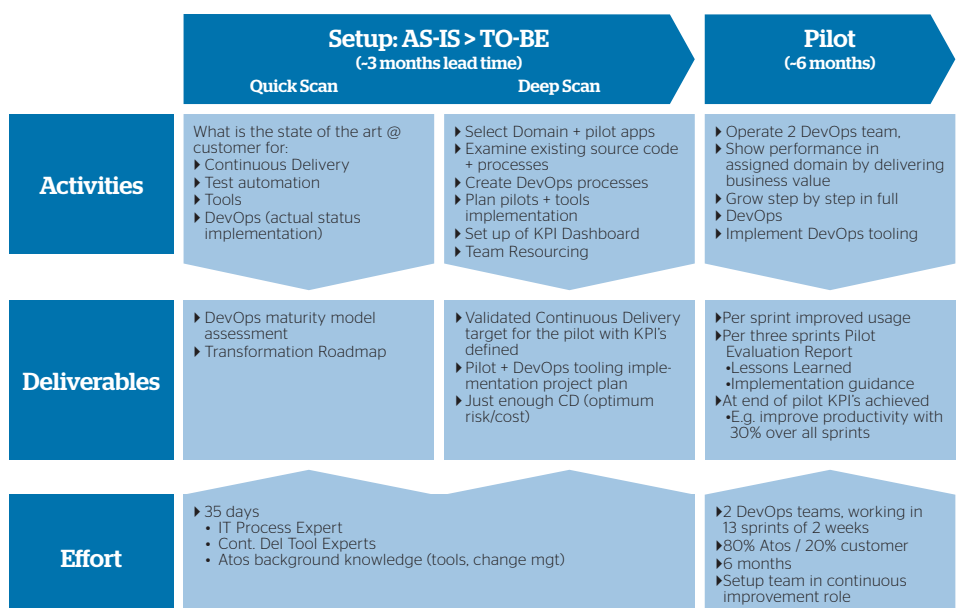 Setup: AS-IS > TO-BE
(~3 months lead time)
Quick Scan
Deep Scan
Pilot
(~6 months)
Activities
What is the state of the art @
customer for:
Continuous Delivery
Test automation
Tools
DevOps (actual status
implementation)
Select Domain + pilot apps
Examine existing source code
+ processes
Create DevOps processes
Plan pilots + tools
implementation
Set up of KPI Dashboard
Team Resourcing
Operate 2 DevOps team,
Show performance in
assigned domain by delivering
business value
Grow step by step in full
DevOps
Implement DevOps tooling
Deliverables
DevOps maturity model
assessment
Transformation Roadmap
Validated Continuous Delivery
target for the pilot with KPI's
defined
Pilot + DevOps tooling imple-
mentation project plan
Just enough CD (optimum
risk/cost)
Per sprint improved usage
Per three sprints Pilot
Evaluation Report
•Lessons Learned
•Implementation guidance
At end of pilot KPI's achieved
•E.g. improve productivity with
30% over all sprints
Effort
35 days
• IT Process Expert
• Cont. Del Tool Experts
• Atos background knowledge (tools, change mgt)
2 DevOps teams, working in
13 sprints of 2 weeks
80% Atos / 20% customer
6 months
Setup team in continuous
improvement role